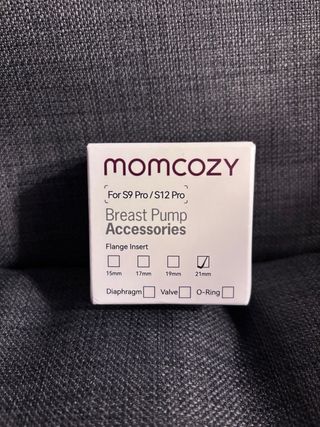 momcozy
For S9 Pro / S12 Pro
Breast Pump
Accessories
Flange Insert
15mm 17mm 19mm 21mm
Diaphragm Valve O-Ring